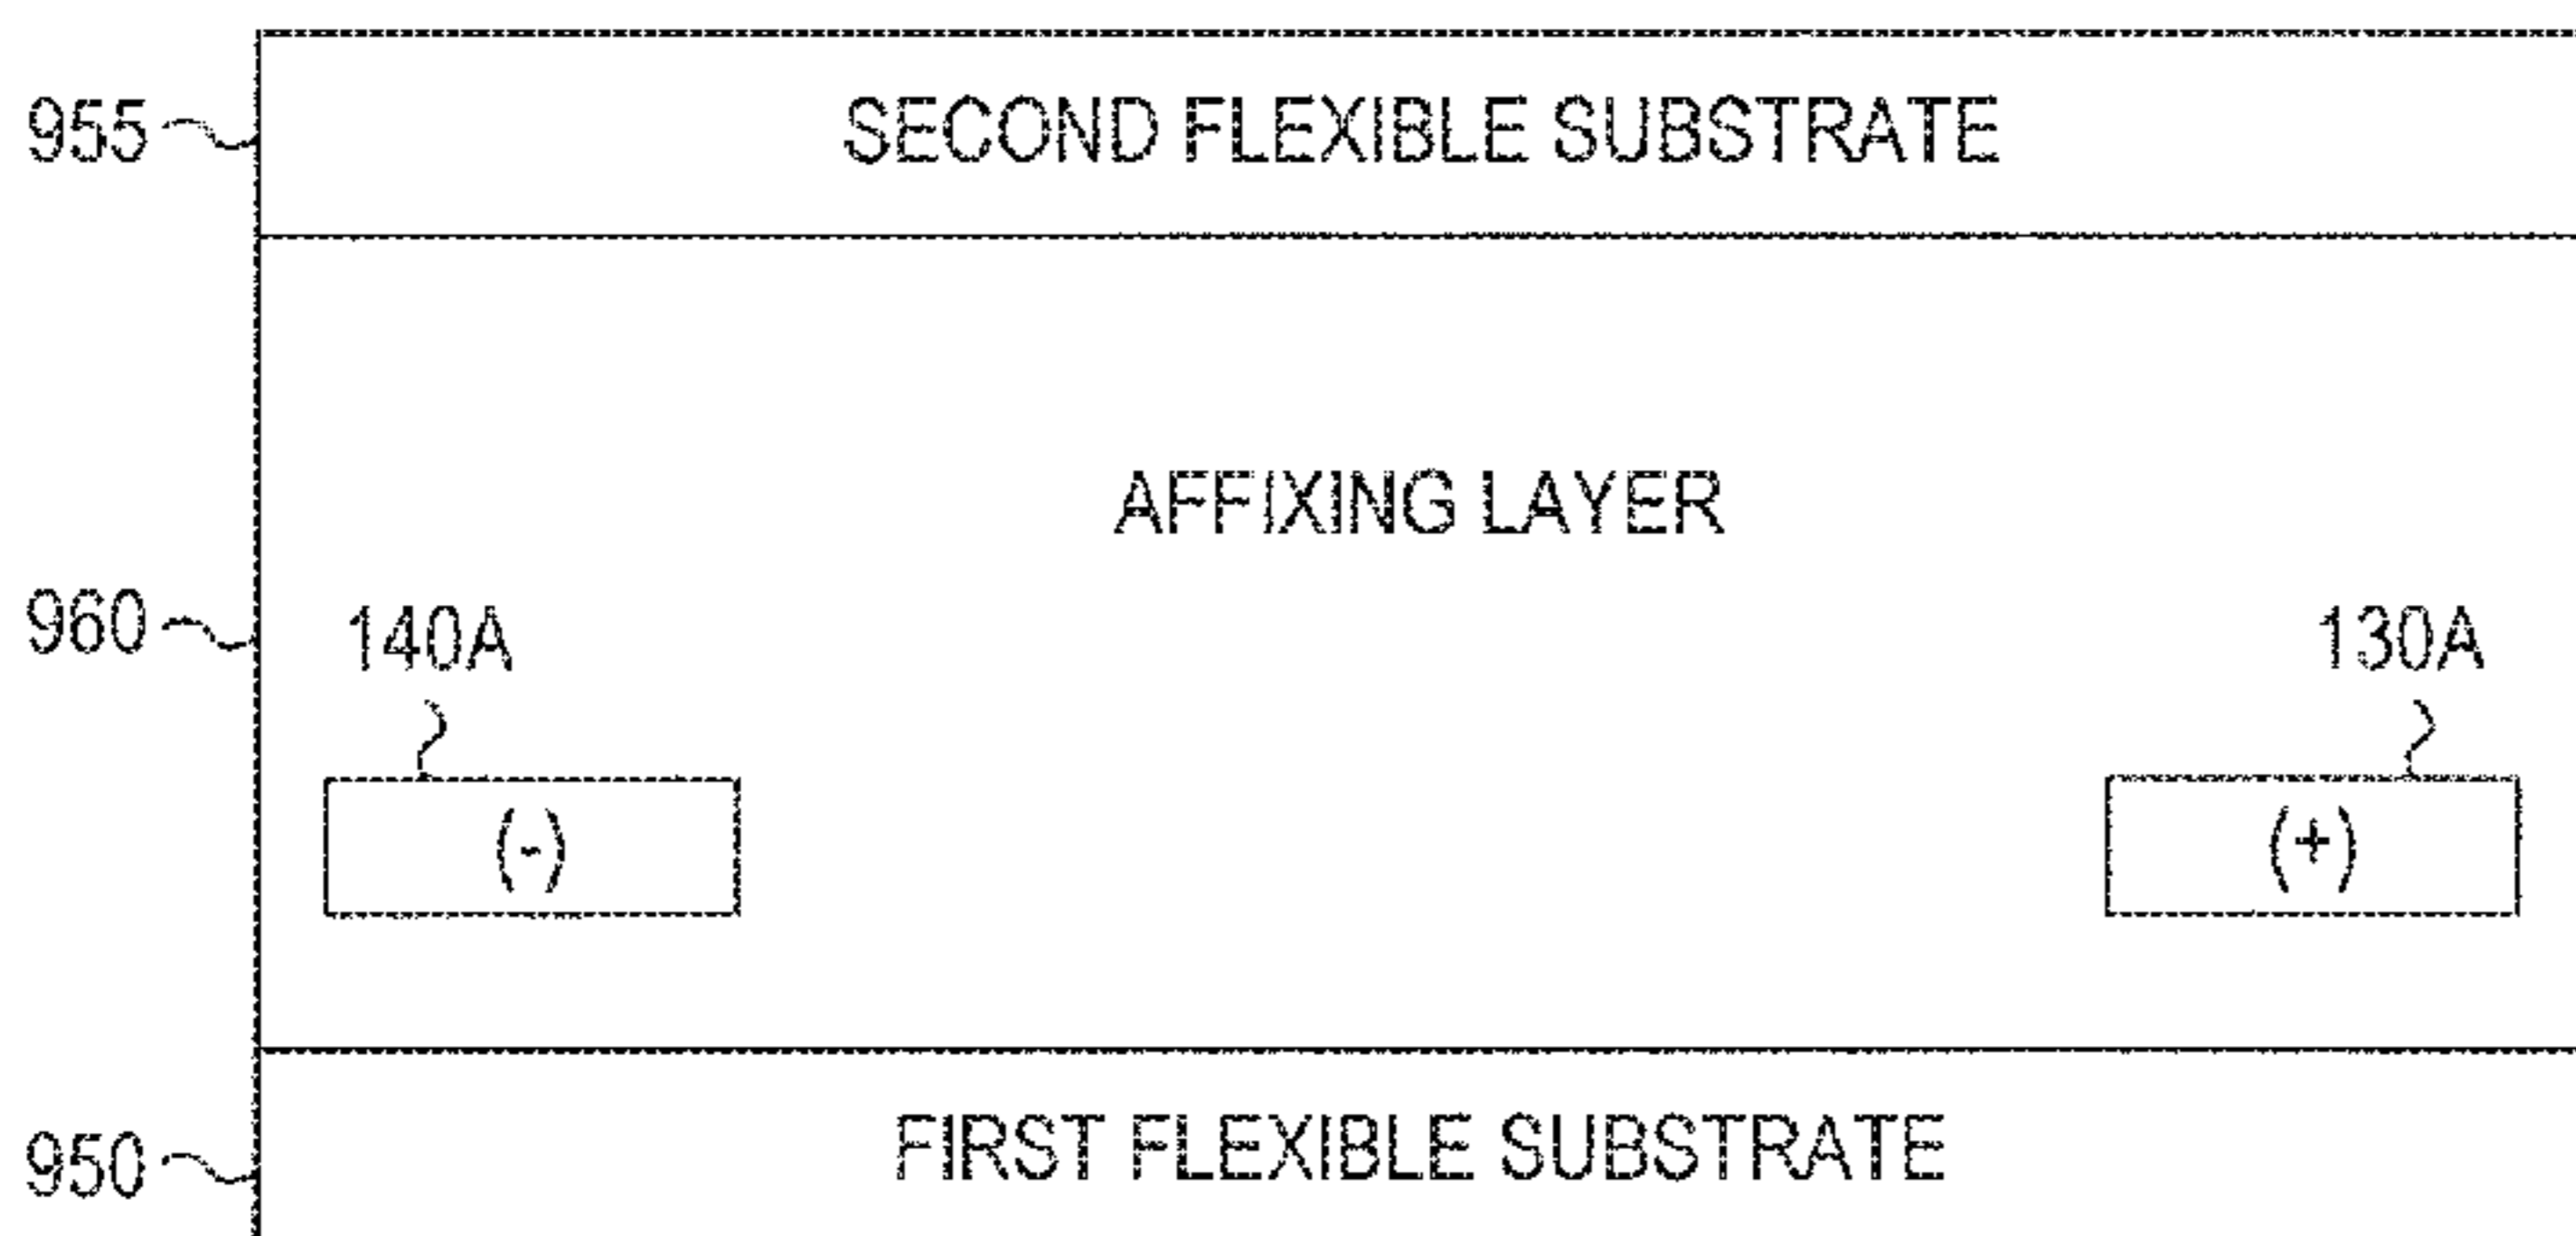 955
SECOND FLEXIBLE SUBSTRATE
AFFIXING LAYER
960
140A
130A
(-)
(+)
950
FIRST FLEXIBLE SUBSTRATE